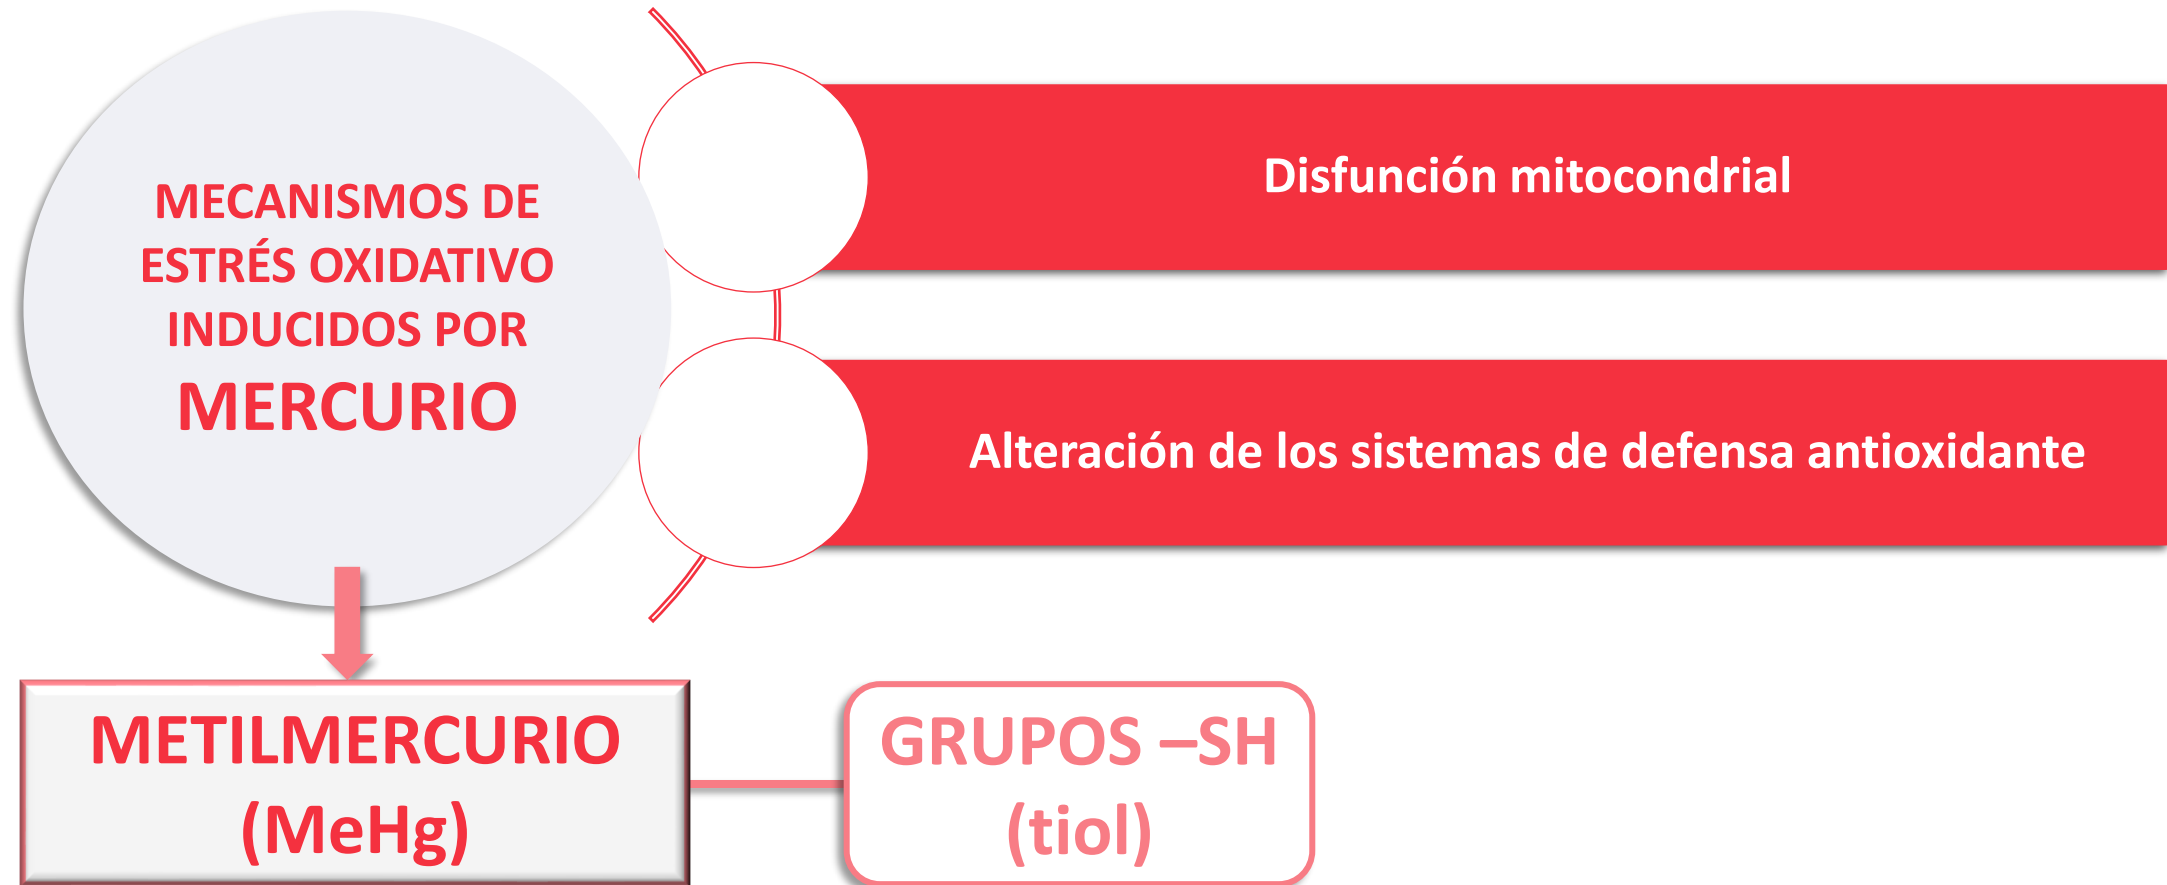 MECANISMOS DE
ESTRÉS OXIDATIVO
INDUCIDOS POR
MERCURIO
Disfunción mitocondrial
Alteración de los sistemas de defensa antioxidante
METILMERCURIO
(MeHg)
GRUPOS –SH
(tiol)